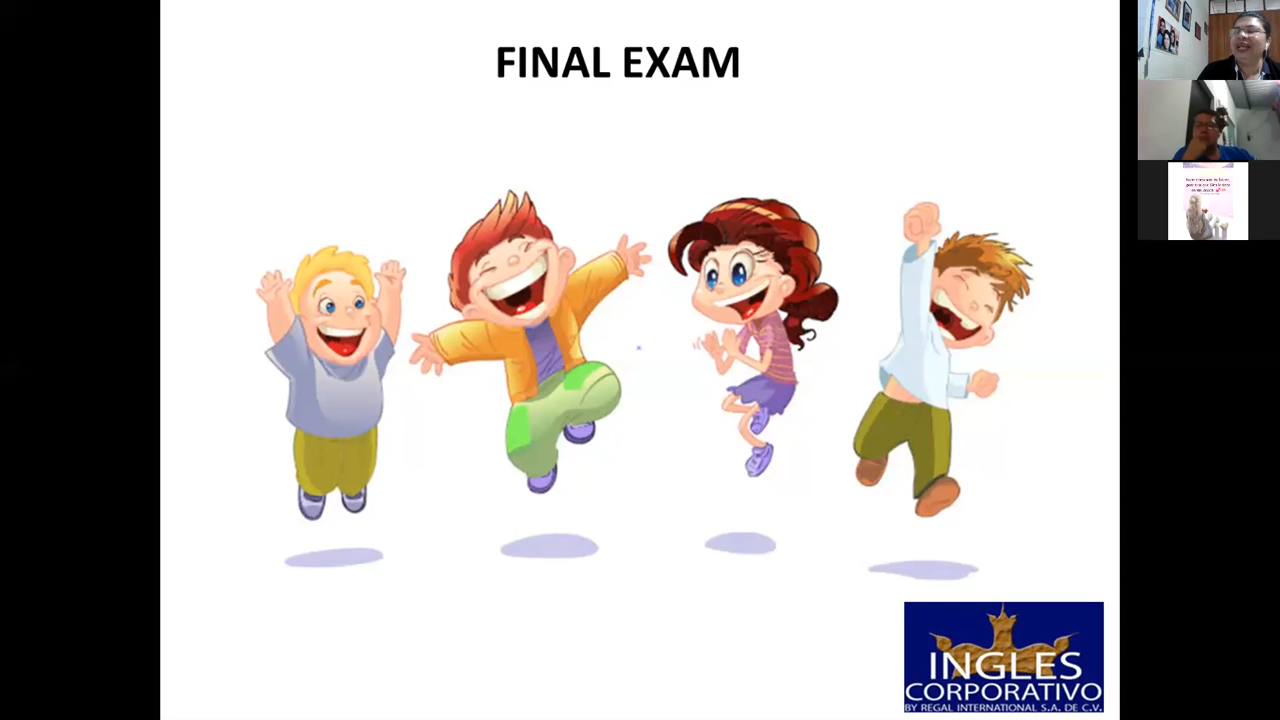 FINAL EXAM
INGLES
CORPORATIVO
BY REGAL INTERNATIONAL S.A. DE C.V.